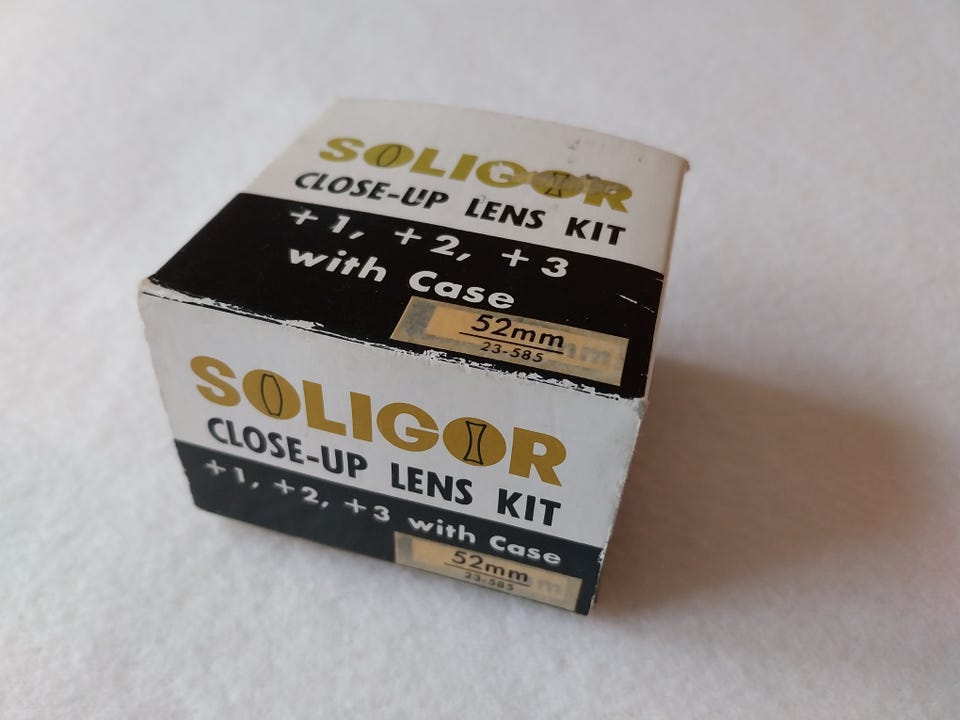 SOLIGOR
CLOSE-UP LENS KIT
+1, +2, +3
with Case
52mm
23-585
SOLIGOR
CLOSE-UP LENS KIT
+1, +2, +3 with Case
52mm
23-585